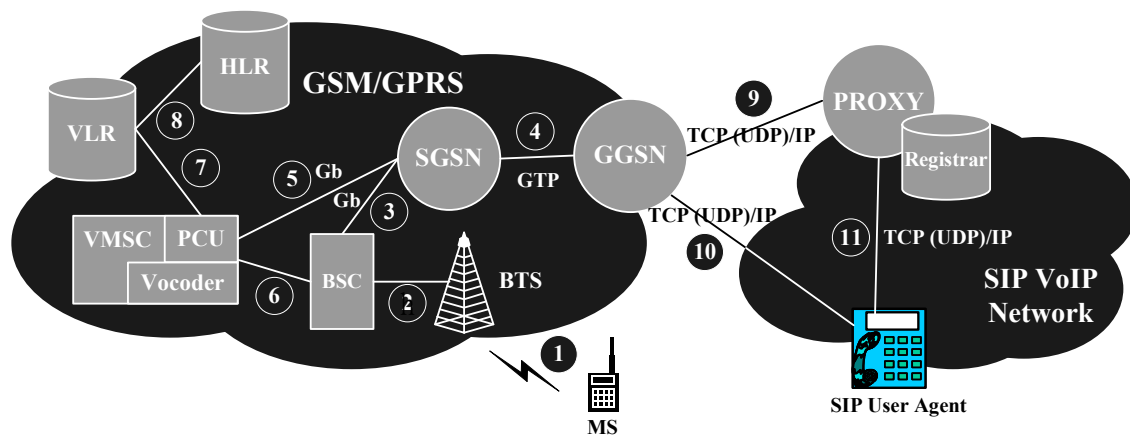 HLR
GSM/GPRS
VLR
8
7
9
PROXY
TCP (UDP)/IP
Registrar
4
SGSN
GGSN
GTP
5
Gb
Gb
3
TCP (UDP)/IP
10
11
TCP (UDP)/IP
VMSC
PCU
Vocoder
6
BSC
2
BTS
SIP VoIP
Network
1
MS
SIP User Agent